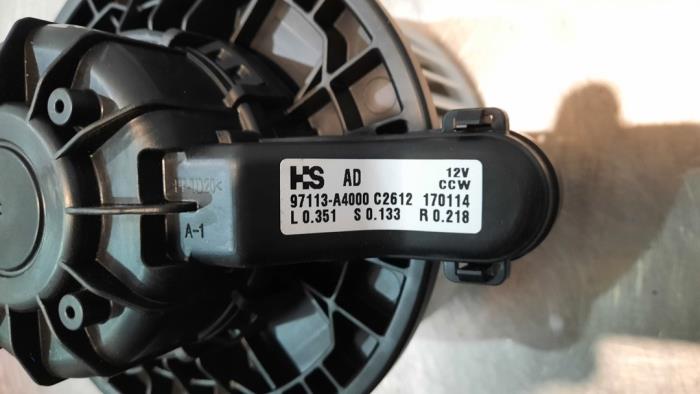 HS AD 12V
CCW
97113-A4000 C2612 170114
L 0.351 S 0.133 R 0.218
A-1